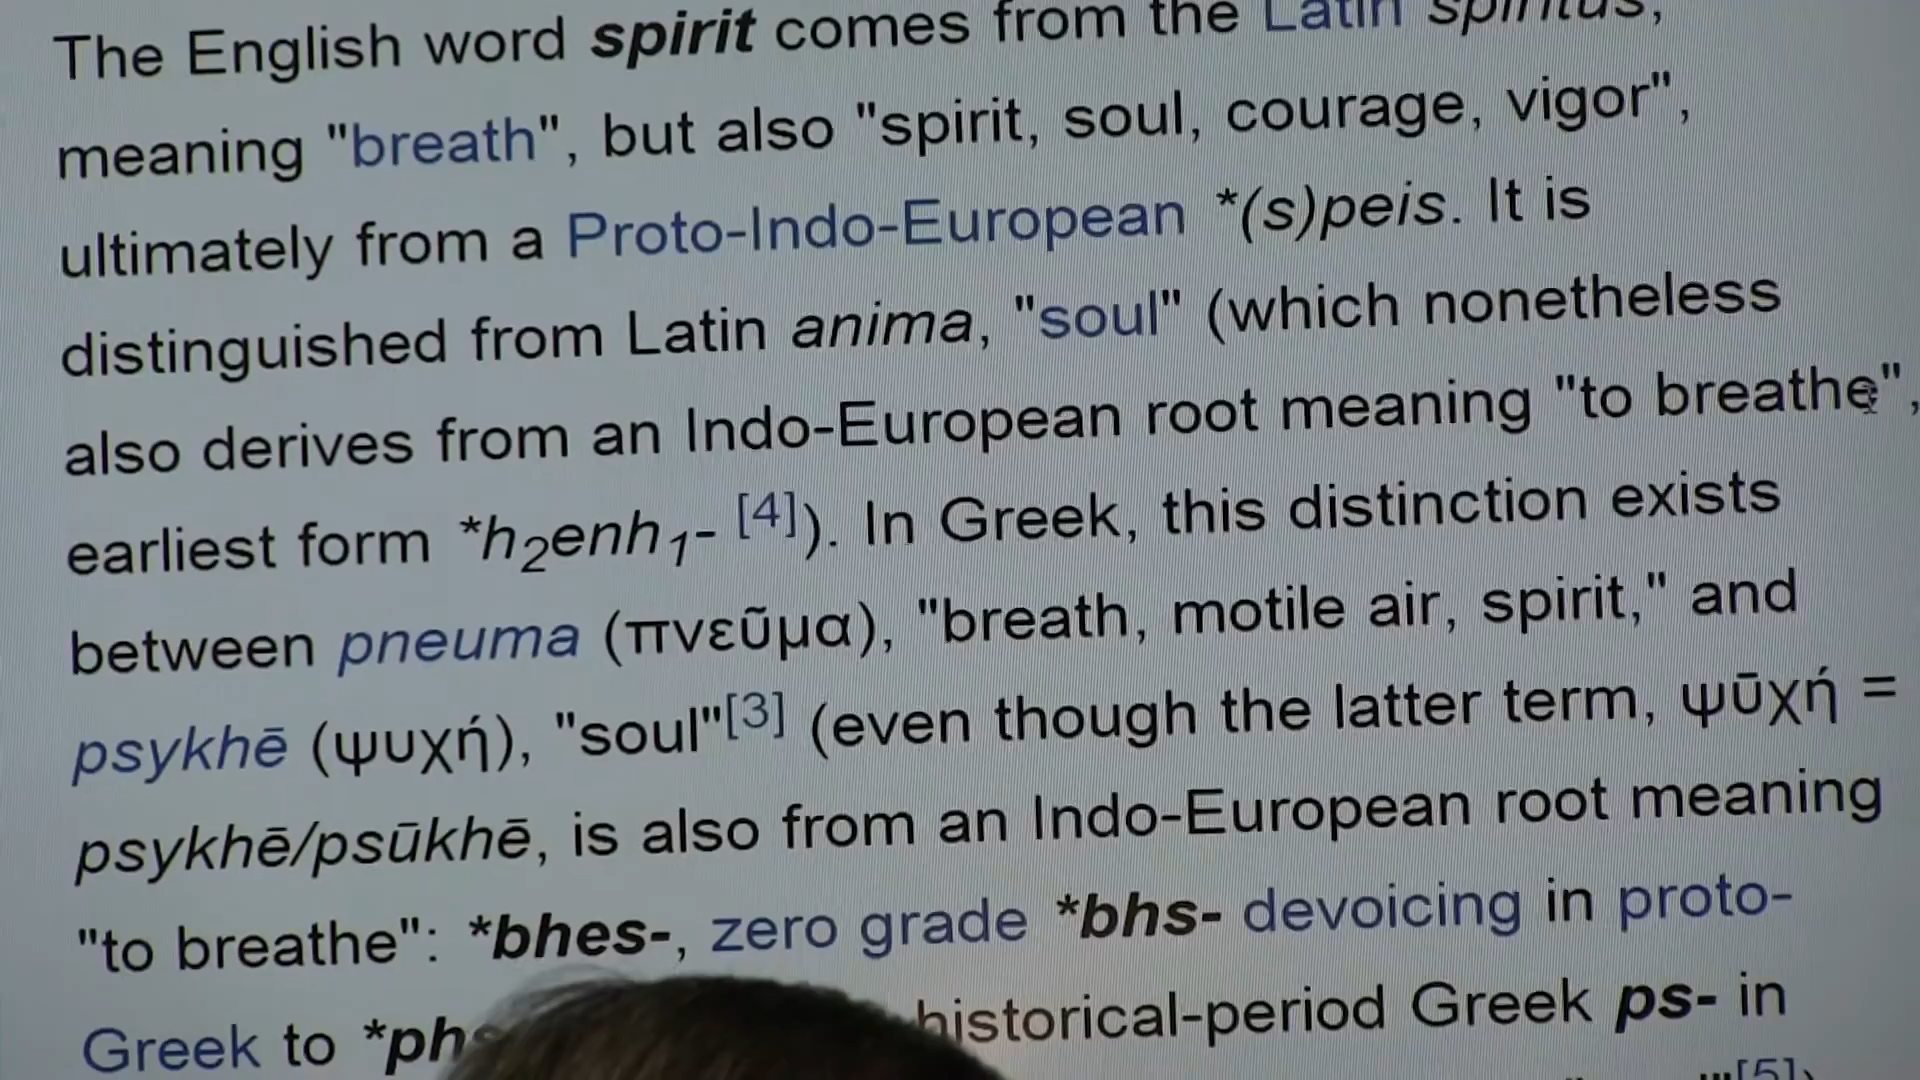 The English word spirit comes from the Latin spiritus,
meaning "breath", but also "spirit, soul, courage, vigor",
ultimately from a Proto-Indo-European *(s)peis. It is
distinguished from Latin anima, "soul" (which nonetheless
also derives from an Indo-European root meaning "to breathe",
earliest form *h₂enh₁- [4]). In Greek, this distinction exists
between pneuma (πνεῦμα), "breath, motile air, spirit," and
psykhē (ψυχή), "soul"[3] (even though the latter term, ψῡχή =
psykhē/psūkhē, is also from an Indo-European root meaning
"to breathe": *bhes-, zero grade *bhs- devoicing in proto-
Greek to historical-period Greek ps- in
"[5])